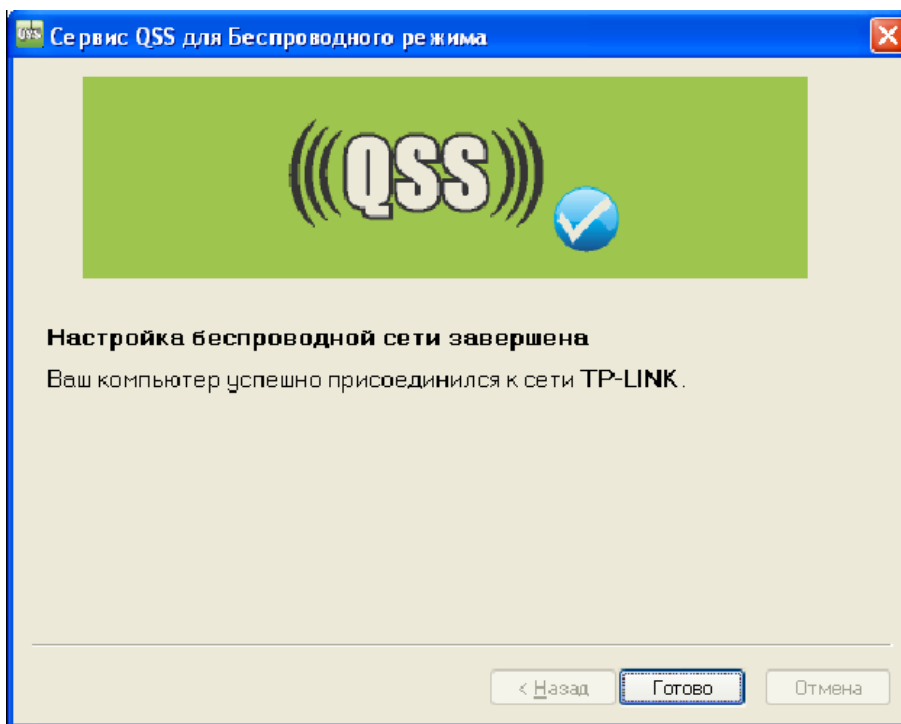 QSS Сервис QSS для Беспроводного режима
(((QSS)))
Настройка беспроводной сети завершена
Ваш компьютер успешно присоединился к сети TP-LINK.
< Назад Готово Отмена